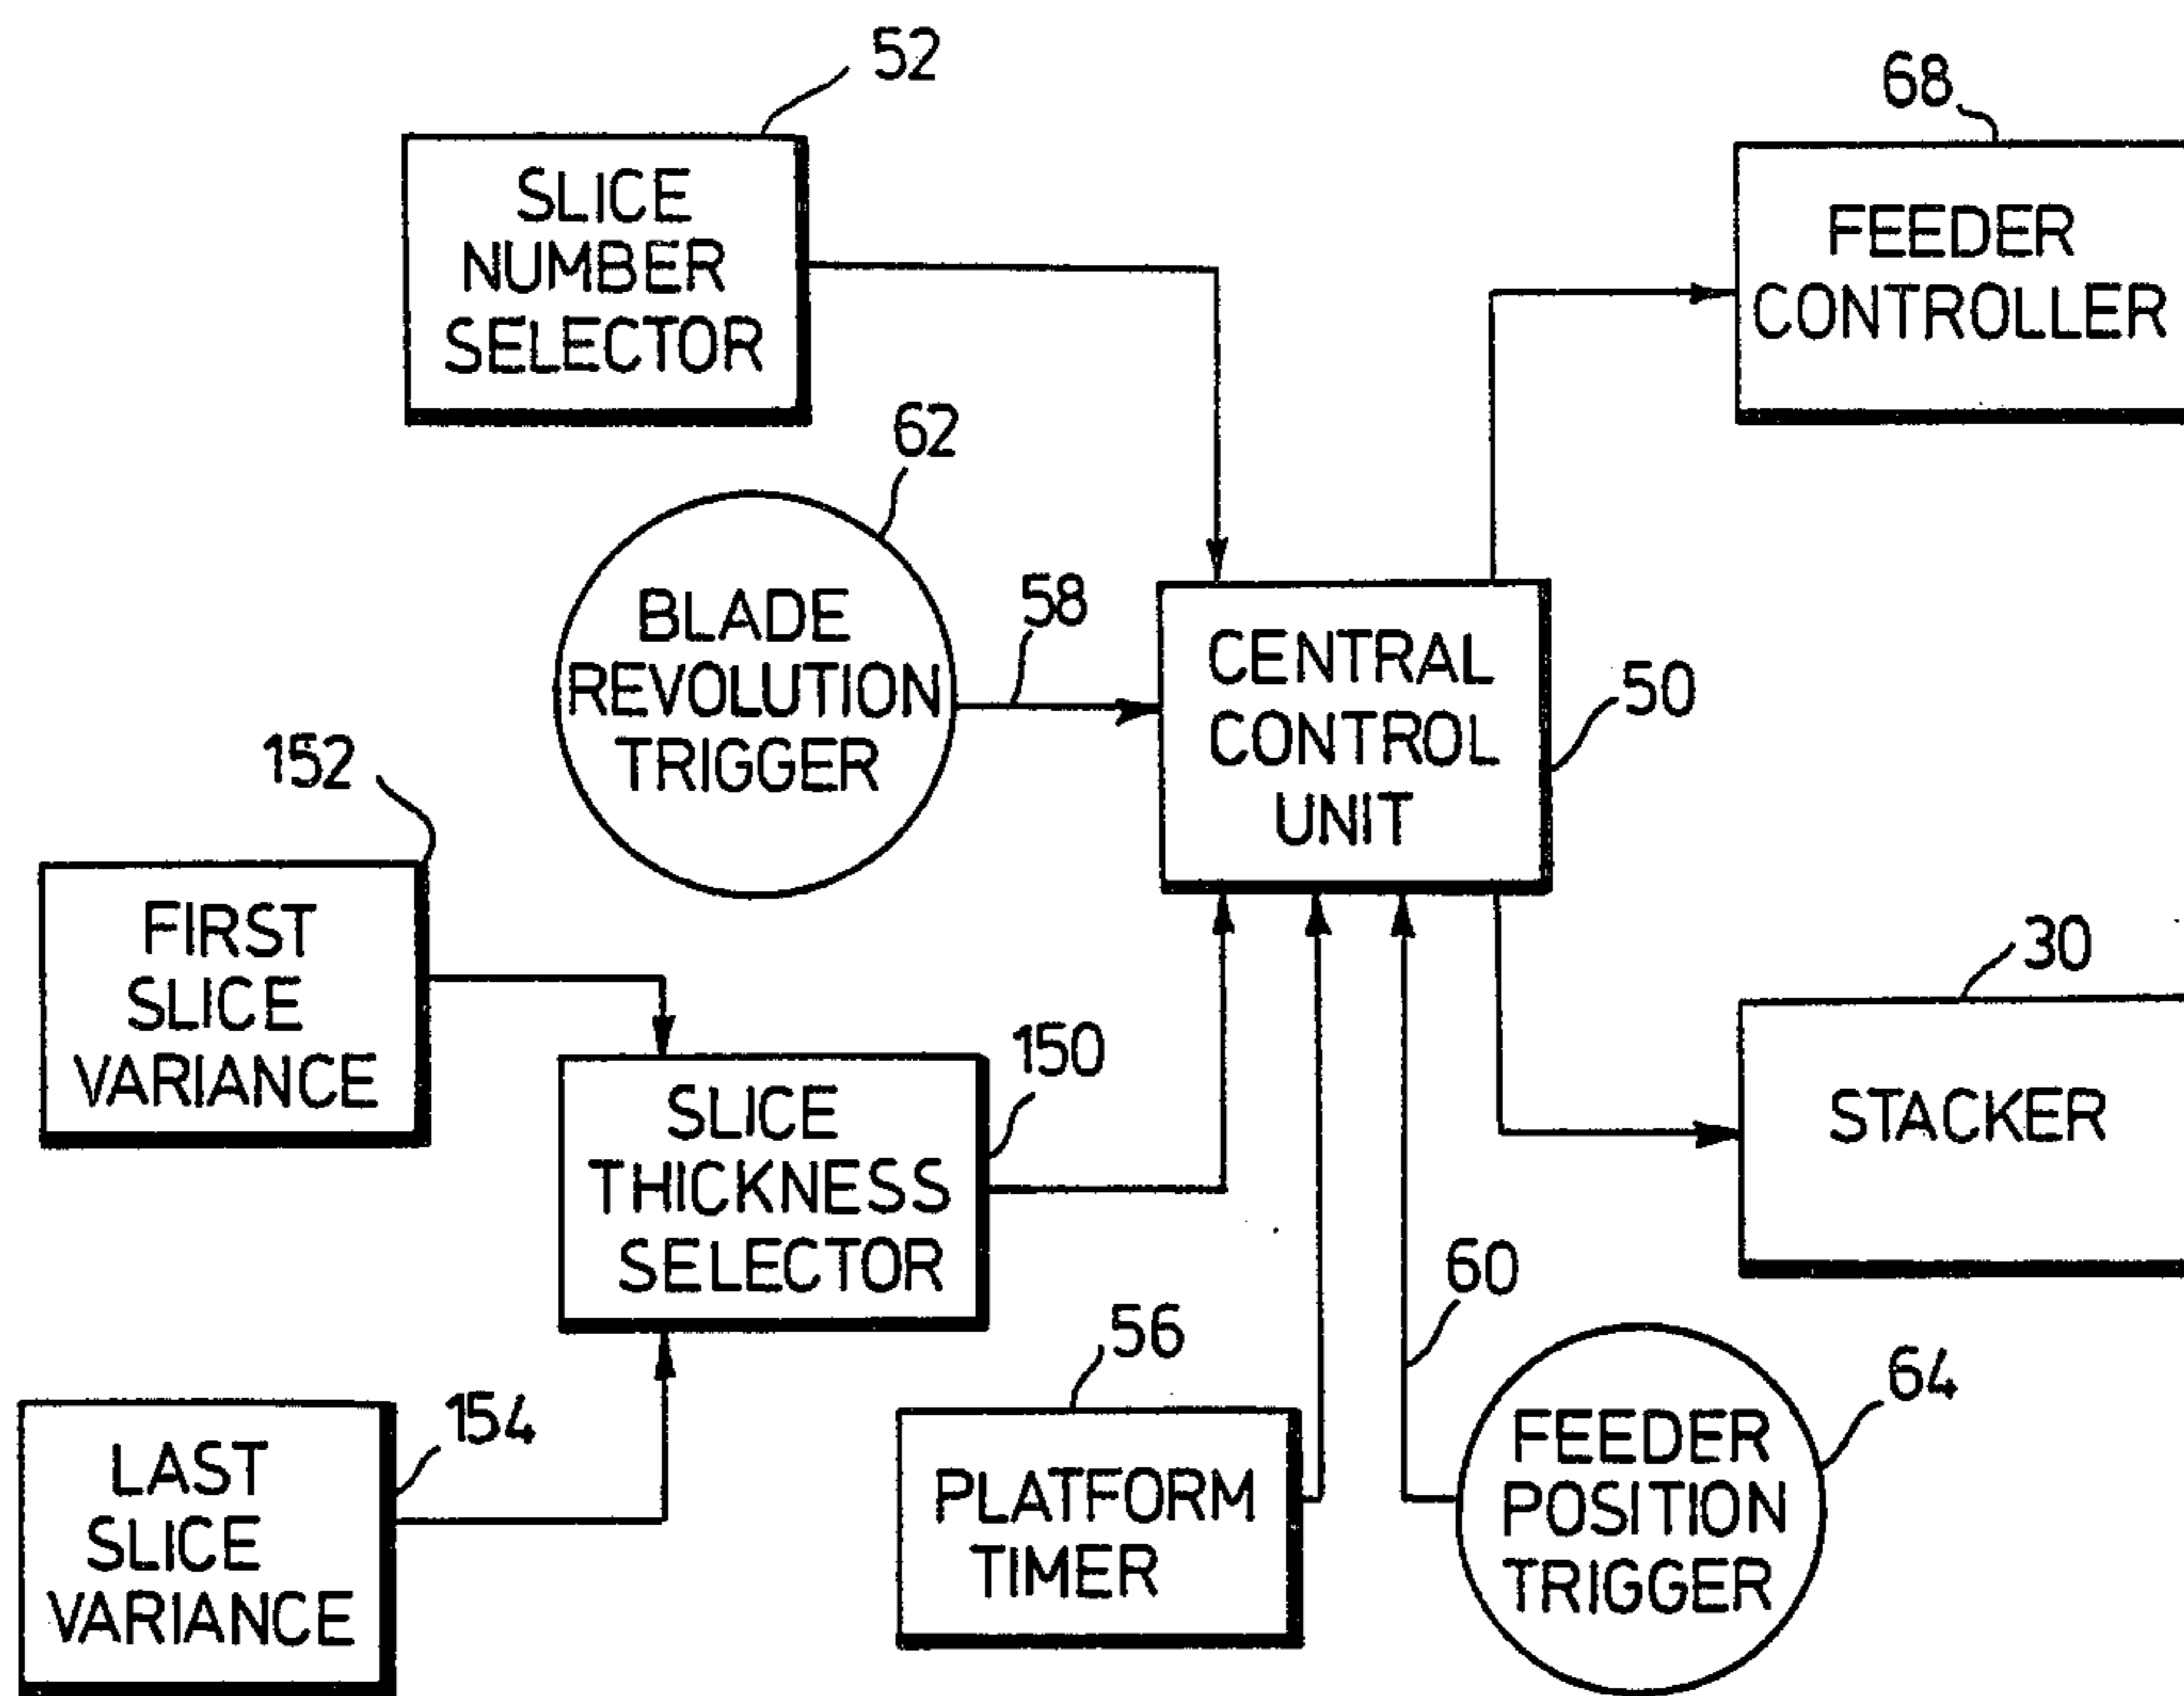 52
SLICE
NUMBER
SELECTOR
68
FEEDER
CONTROLLER
62
BLADE
REVOLUTION
TRIGGER
58
CENTRAL
CONTROL
UNIT
50
152
FIRST
SLICE
VARIANCE
150
SLICE
THICKNESS
SELECTOR
30
STACKER
154
LAST
SLICE
VARIANCE
56
PLATFORM
TIMER
60
64
FEEDER
POSITION
TRIGGER